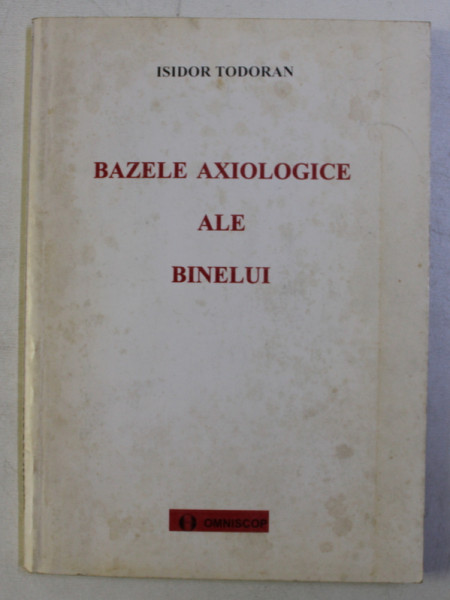 ISIDOR TODORAN
BAZELE AXIOLOGICE
ALE
BINELUI
OMNISCOP